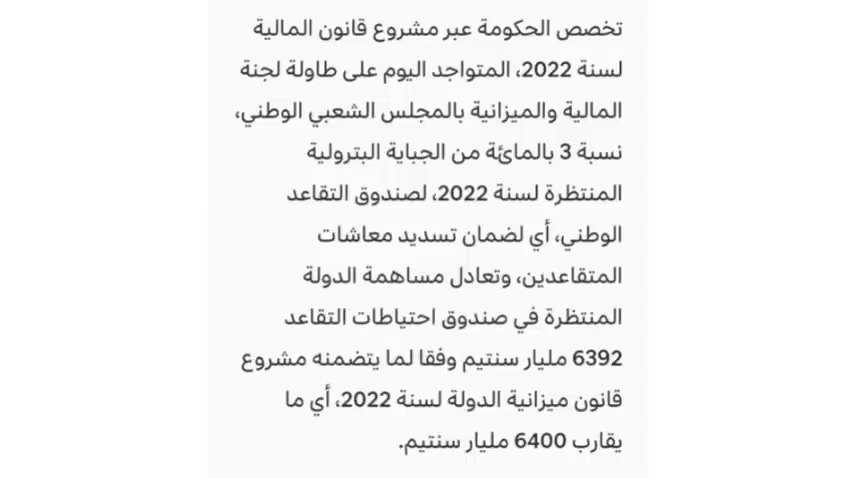 تخصص الحكومة عبر مشروع قانون المالية
لسنة 2022، المتواجد اليوم على طاولة لجنة
المالية والميزانية بالمجلس الشعبي الوطني،
نسبة 3 بالمائة من الجباية البترولية
المنتظرة لسنة 2022، لصندوق التقاعد
الوطني، أي لضمان تسديد معاشات
المتقاعدين، وتعادل مساهمة الدولة
المنتظرة في صندوق احتياطات التقاعد
6392 مليار سنتيم وفقا لما يتضمنه مشروع
قانون ميزانية الدولة لسنة 2022، أي ما
يقارب 6400 مليار سنتيم.